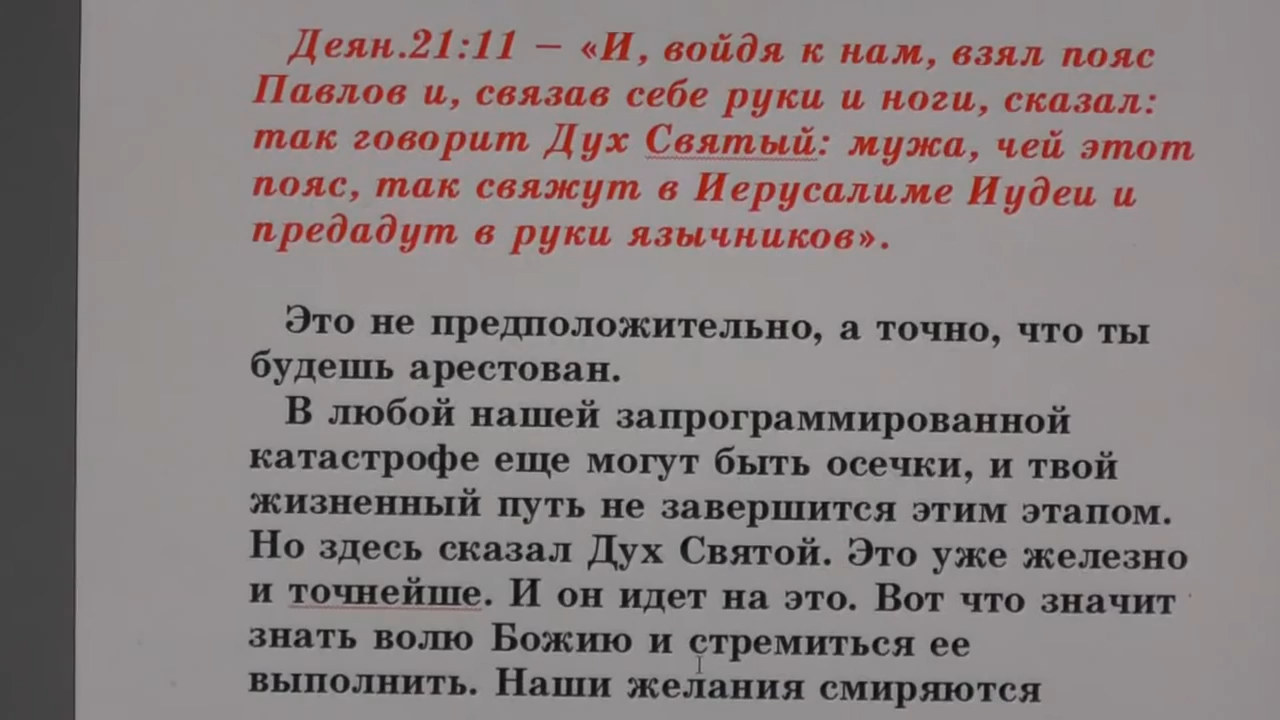 Деян.21:11 – «И, войдя к нам, взял пояс
Павлов и, связав себе руки и ноги, сказал:
так говорит Дух Святый: мужа, чей этот
пояс, так свяжут в Иерусалиме Иудеи и
предадут в руки язычников».
Это не предположительно, а точно, что ты
будешь арестован.
В любой нашей запрограммированной
катастрофе еще могут быть осечки, и твой
жизненный путь не завершится этим этапом.
Но здесь сказал Дух Святой. Это уже железно
и точнейше. И он идет на это. Вот что значит
знать волю Божию и стремиться ее
выполнить. Наши желания смиряются